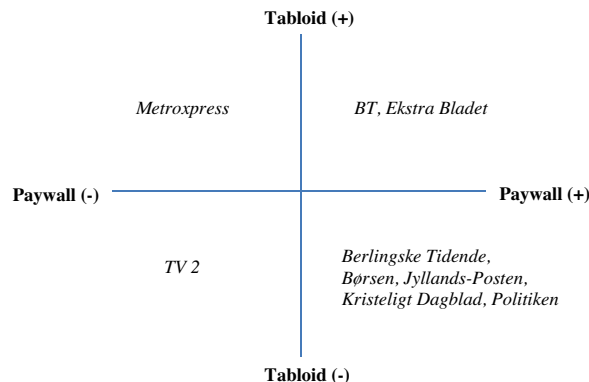 Tabloid (+)
Metroxpress
BT, Ekstra Bladet
Paywall (-)
Paywall (+)
TV 2
Berlingske Tidende,
Børsen, Jyllands-Posten,
Kristeligt Dagblad, Politiken
Tabloid (-)